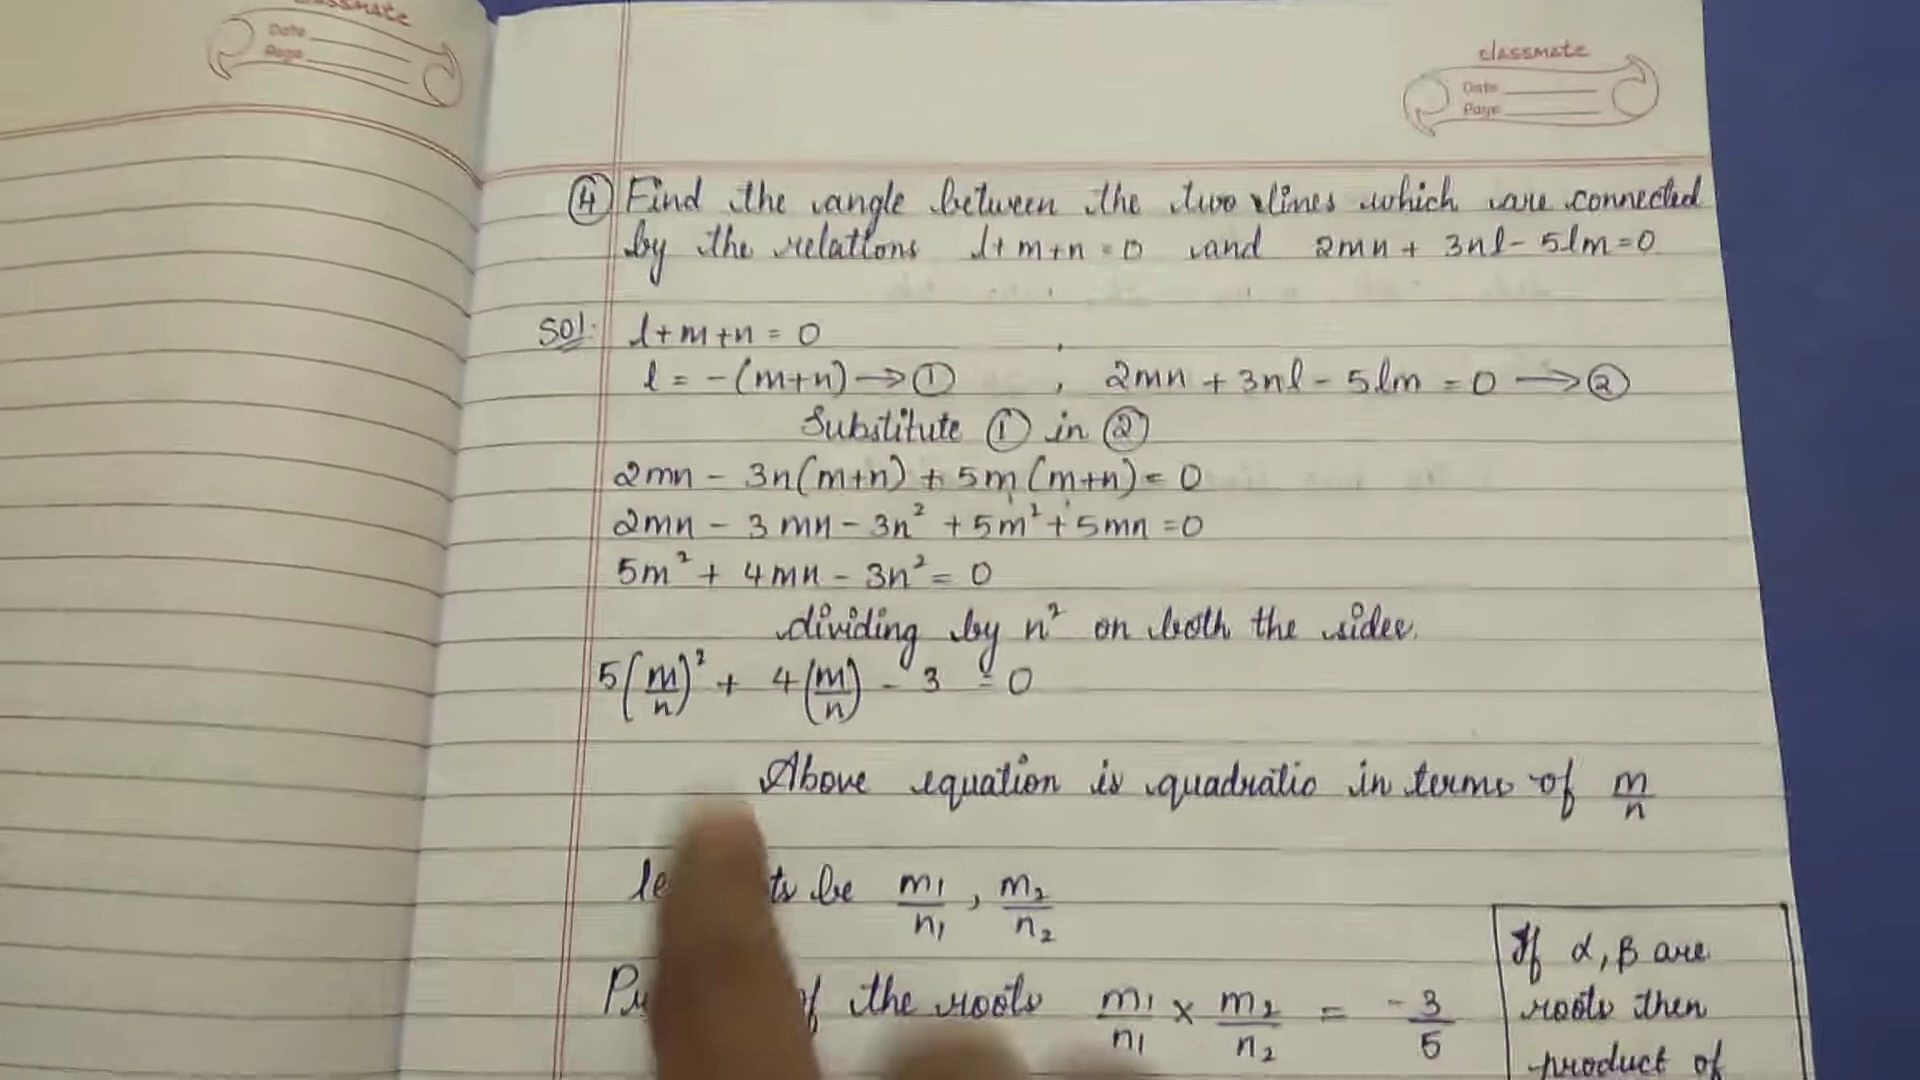 classmate
Date
Page
classmate
Date
Page
④ Find the angle between the two lines which are connected
by the relations l+m+n=0 and 2mn + 3nl - 5lm=0
Sol: l+m+n = 0
l = -(m+n) → ① , 2mn + 3nl - 5lm = 0 → ②
Substitute ① in ②
2mn - 3n(m+n) + 5m(m+n) = 0
2mn - 3mn - 3n² + 5m² + 5mn = 0
5m² + 4mn - 3n² = 0
dividing by n² on both the sides.
5(m/n)² + 4(m/n) - 3 = 0
Above equation is quadratic in terms of m/n
be m₁/n₁ , m₂/n₂
of the roots m₁/n₁ × m₂/n₂ = -3/5
If α, β are
roots then
product of